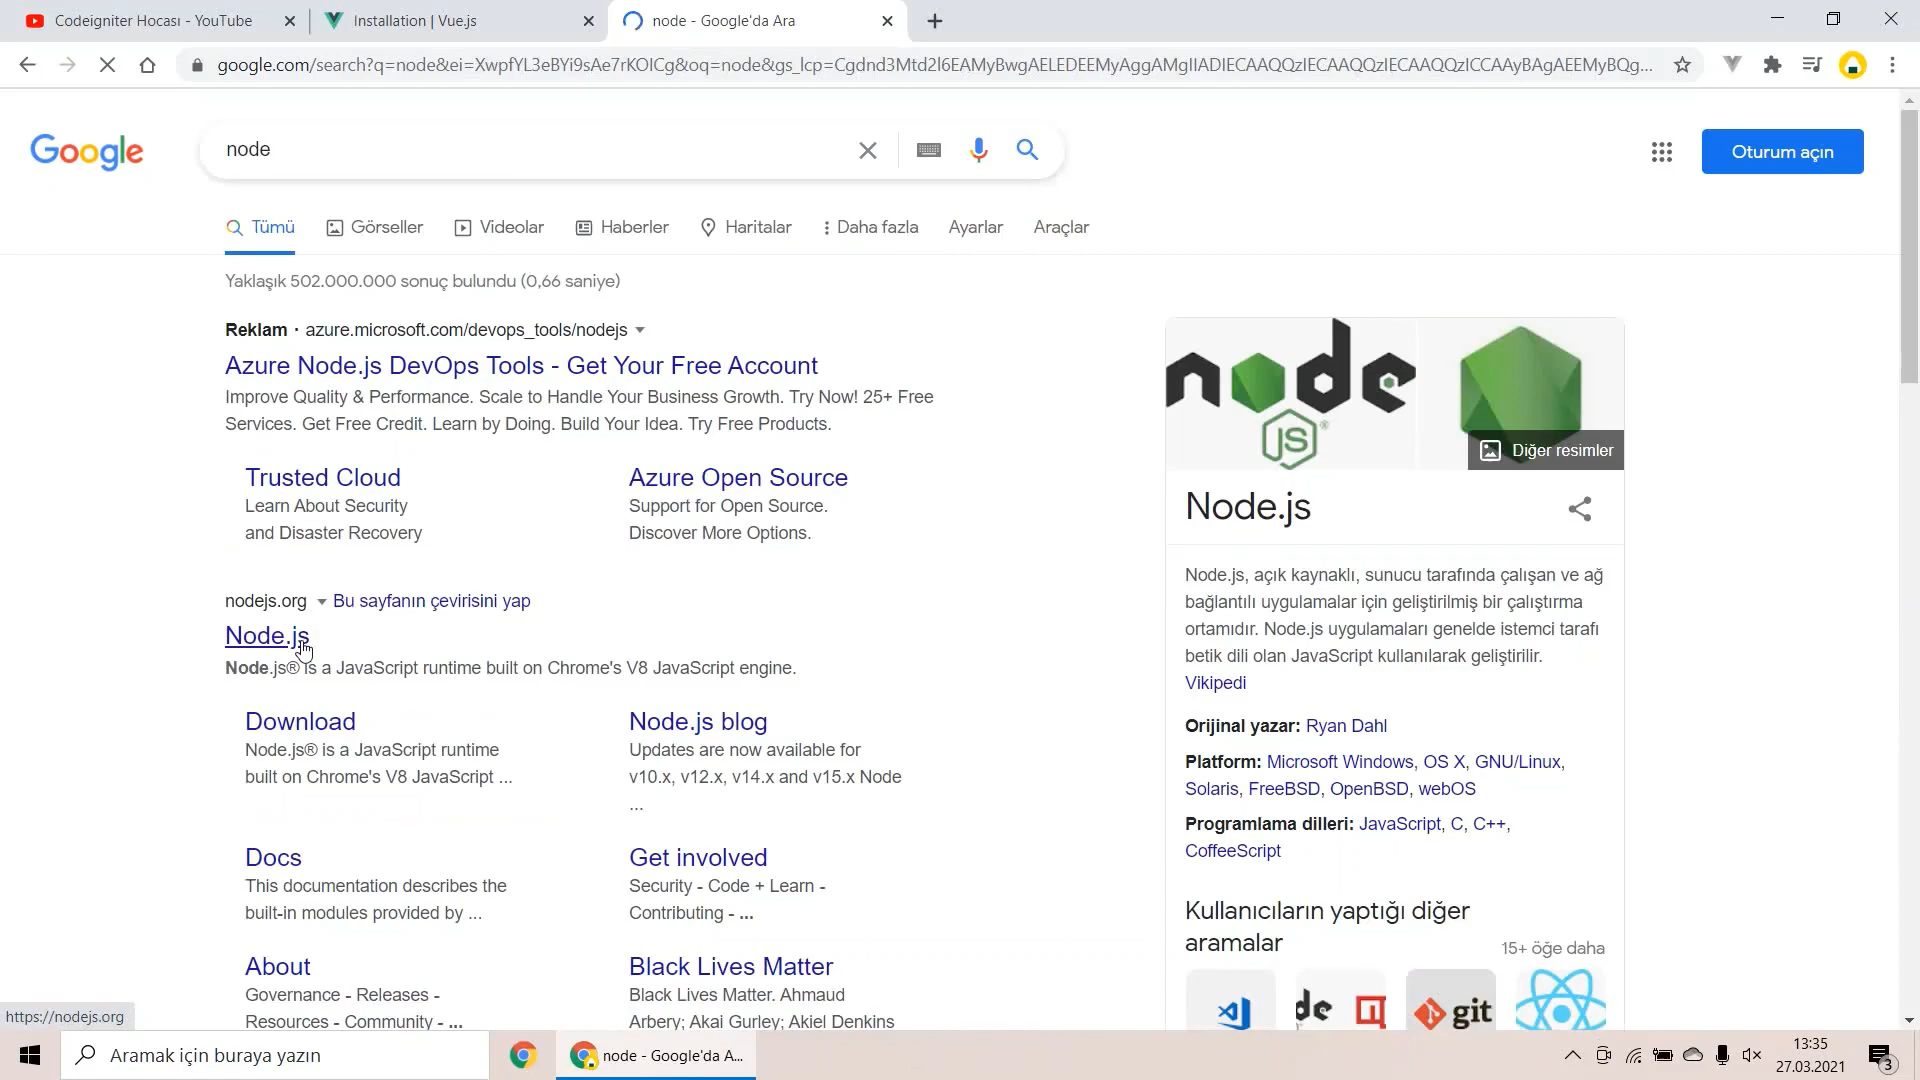 Codeigniter Hocası - YouTube
Installation | Vue.js
node - Google'da Ara
google.com/search?q=node&ei=XwpfYL3eBYi9sAe7rKOICg&oq=node&gs_lcp=Cgdnd3Mtd2l6EAMyBwgAELEDEEMyAggAMgIIADIECAAQQzIECAAQQzIECAAQQzICCAAyBAgAEEMyBQg...
Google
node
Oturum açın
Tümü
Görseller
Videolar
Haberler
Haritalar
Daha fazla
Ayarlar
Araçlar
Yaklaşık 502.000.000 sonuç bulundu (0,66 saniye)
Reklam · azure.microsoft.com/devops_tools/nodejs
Azure Node.js DevOps Tools - Get Your Free Account
Improve Quality & Performance. Scale to Handle Your Business Growth. Try Now! 25+ Free
Services. Get Free Credit. Learn by Doing. Build Your Idea. Try Free Products.
Trusted Cloud
Learn About Security
and Disaster Recovery
Azure Open Source
Support for Open Source.
Discover More Options.
nodejs.org Bu sayfanın çevirisini yap
Node.js
Node.js® is a JavaScript runtime built on Chrome's V8 JavaScript engine.
Download
Node.js® is a JavaScript runtime
built on Chrome's V8 JavaScript ...
Node.js blog
Updates are now available for
v10.x, v12.x, v14.x and v15.x Node
...
Docs
This documentation describes the
built-in modules provided by ...
Get involved
Security - Code + Learn -
Contributing - ...
About
Governance - Releases -
Resources - Community - ...
Black Lives Matter
Black Lives Matter. Ahmaud
Arbery; Akai Gurley; Akiel Denkins
node
JS
Diğer resimler
Node.js
Node.js, açık kaynaklı, sunucu tarafında çalışan ve ağ
bağlantılı uygulamalar için geliştirilmiş bir çalıştırma
ortamıdır. Node.js uygulamaları genelde istemci tarafı
betik dili olan JavaScript kullanılarak geliştirilir.
Vikipedi
Orijinal yazar: Ryan Dahl
Platform: Microsoft Windows, OS X, GNU/Linux,
Solaris, FreeBSD, OpenBSD, webOS
Programlama dilleri: JavaScript, C, C++,
CoffeeScript
Kullanıcıların yaptığı diğer
aramalar
15+ öğe daha
git
https://nodejs.org
Aramak için buraya yazın
node - Google'da A...
13:35
27.03.2021
3